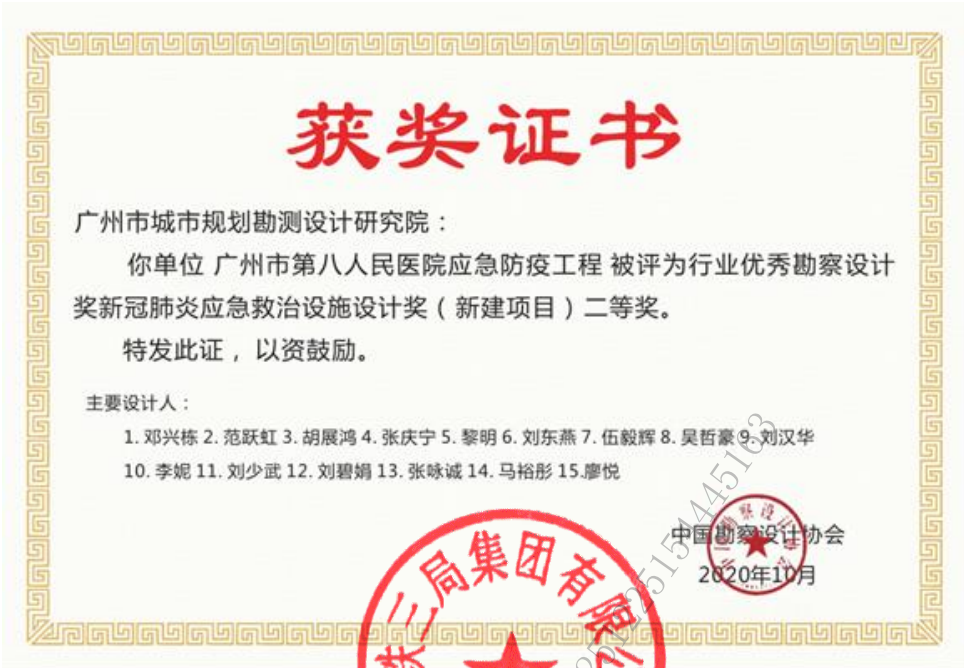 获奖证书
广州市城市规划勘测设计研究院：
你单位 广州市第八人民医院应急防疫工程 被评为行业优秀勘察设计
奖新冠肺炎应急救治设施设计奖（新建项目）二等奖。
特发此证，以资鼓励。
主要设计人：
1. 邓兴栋 2. 范跃虹 3. 胡展鸿 4. 张庆宁 5. 黎明 6. 刘东燕 7. 伍毅辉 8. 吴哲豪 9. 刘汉华
10. 李妮 11. 刘少武 12. 刘碧娟 13. 张咏诚 14. 马裕彤 15.廖悦
中国勘察设计协会
2020年10月
三局集团有限